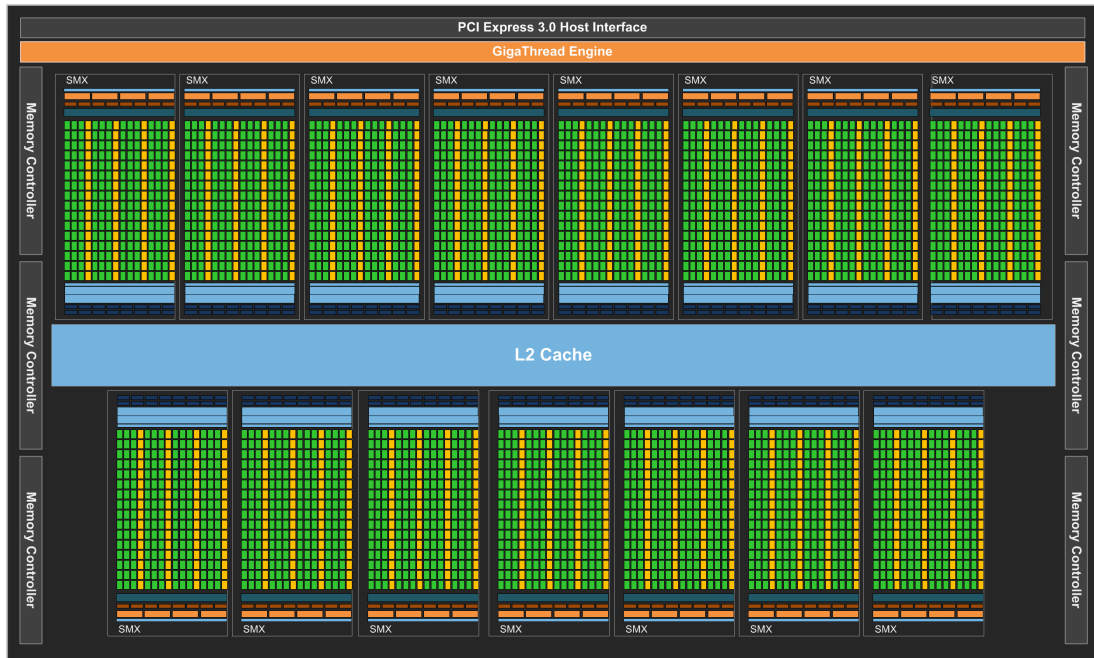 PCI Express 3.0 Host Interface
GigaThread Engine
SMX
SMX
SMX
SMX
SMX
SMX
SMX
SMX
Memory Controller
Memory Controller
Memory Controller
Memory Controller
L2 Cache
Memory Controller
Memory Controller
SMX
SMX
SMX
SMX
SMX
SMX
SMX